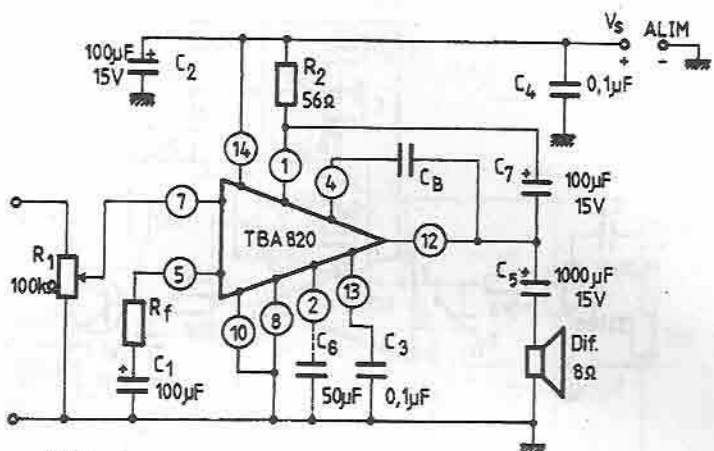 Vs ALIM
+ -
100µF +
15V
C2
R2
56Ω
C4
0,1µF
14
1
4
CB
C7
+
100µF
15V
7
TBA 820
12
R1
100kΩ
5
Rf
C5
+
1000µF
15V
10
8
2
13
+
C1
100µF
C6
50µF
C3
0,1µF
Dif.
8Ω